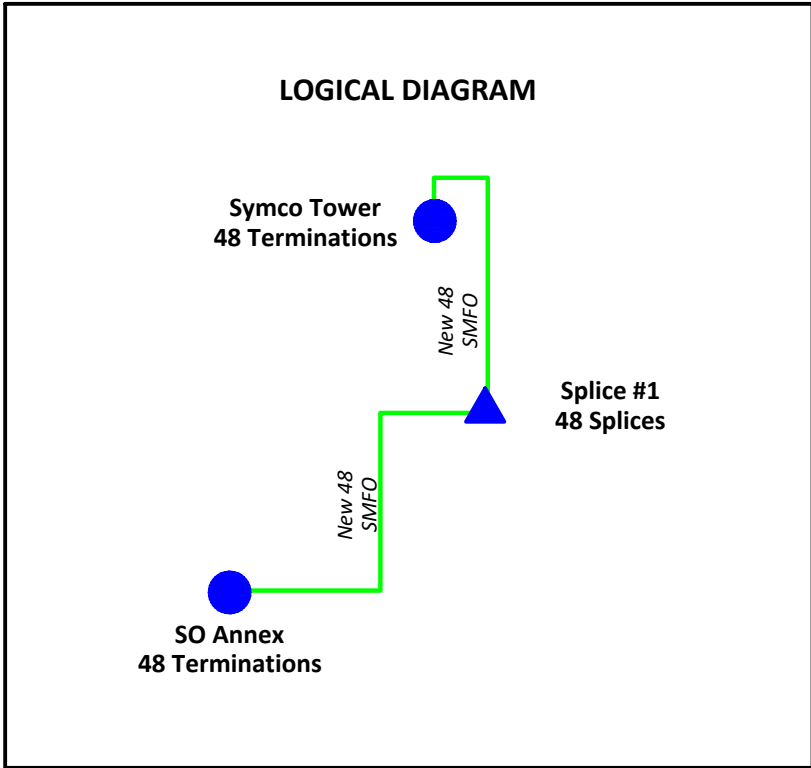 LOGICAL DIAGRAM
Symco Tower
48 Terminations
New 48
SMFO
Splice #1
48 Splices
New 48
SMFO
SO Annex
48 Terminations